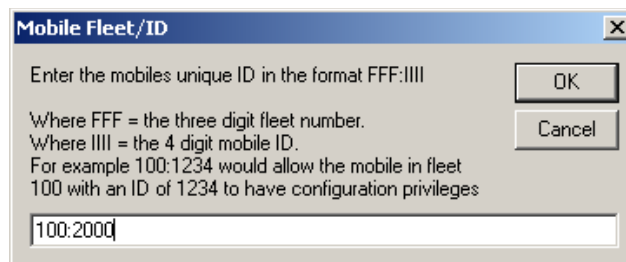 Mobile Fleet/ID
Enter the mobiles unique ID in the format FFF:IIII
OK
Where FFF = the three digit fleet number.
Cancel
Where IIII = the 4 digit mobile ID.
For example 100:1234 would allow the mobile in fleet
100 with an ID of 1234 to have configuration privileges
100:2000